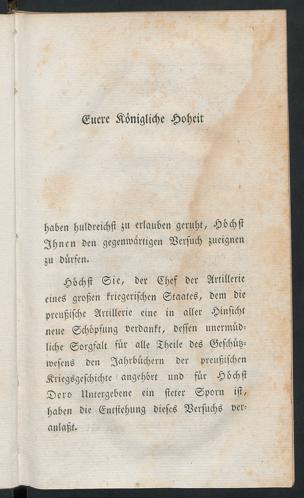 Euere Königliche Hoheit
haben huldreichst zu erlauben geruht, Höchst
Ihnen den gegenwärtigen Versuch zueignen
zu dürfen.
Höchst Sie, der Chef der Artillerie
eines großen kriegerischen Staates, dem die
preußische Artillerie eine in aller Hinsicht
neue Schöpfung verdankt, dessen unermüd-
liche Sorgfalt für alle Theile des Geschütz-
wesens den Jahrbüchern der preußischen
Kriegsgeschichte angehört und für Höchst
Dero Untergebene ein steter Sporn ist,
haben die Entstehung dieses Versuchs ver-
anlaßt.